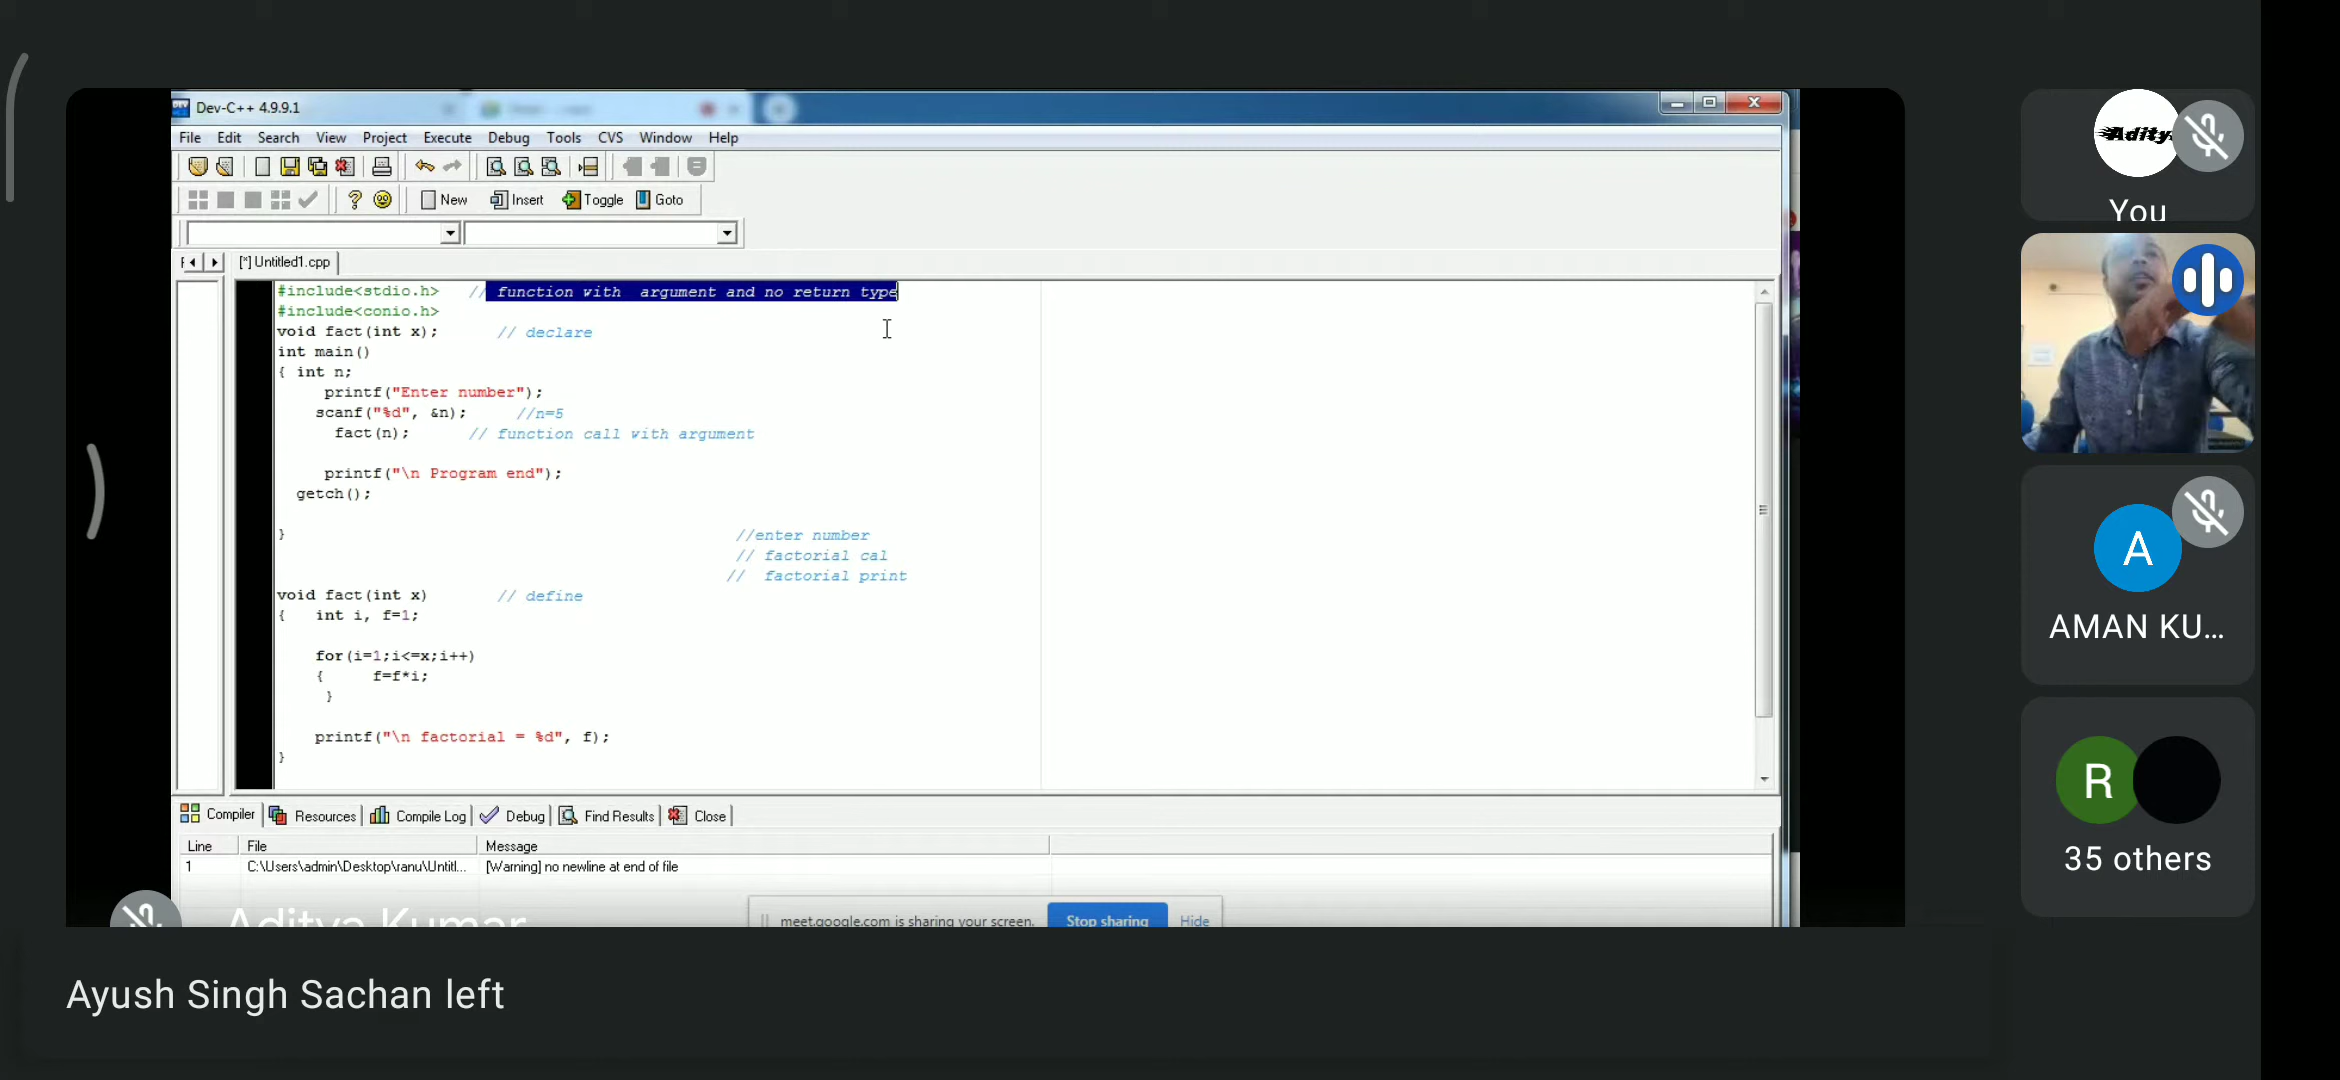 Dev-C++ 4.9.9.1
File Edit Search View Project Execute Debug Tools CVS Window Help
New Insert Toggle Goto
[*] Untitled1.cpp
#include<stdio.h> // function with argument and no return type
#include<conio.h>
void fact(int x); // declare
int main()
{ int n;
printf("Enter number");
scanf("%d", &n); //n=5
fact(n); // function call with argument
printf("\n Program end");
getch();
} //enter number
// factorial cal
// factorial print
void fact(int x) // define
{ int i, f=1;
for(i=1;i<=x;i++)
{ f=f*i;
}
printf("\n factorial = %d", f);
}
Compiler Resources Compile Log Debug Find Results Close
Line File Message
1 C:\Users\admin\Desktop\ranu\Untitl... [Warning] no newline at end of file
Aditya Kumar
meet.google.com is sharing your screen. Stop sharing Hide
Ayush Singh Sachan left
Adity
You
A
AMAN KU...
R
35 others